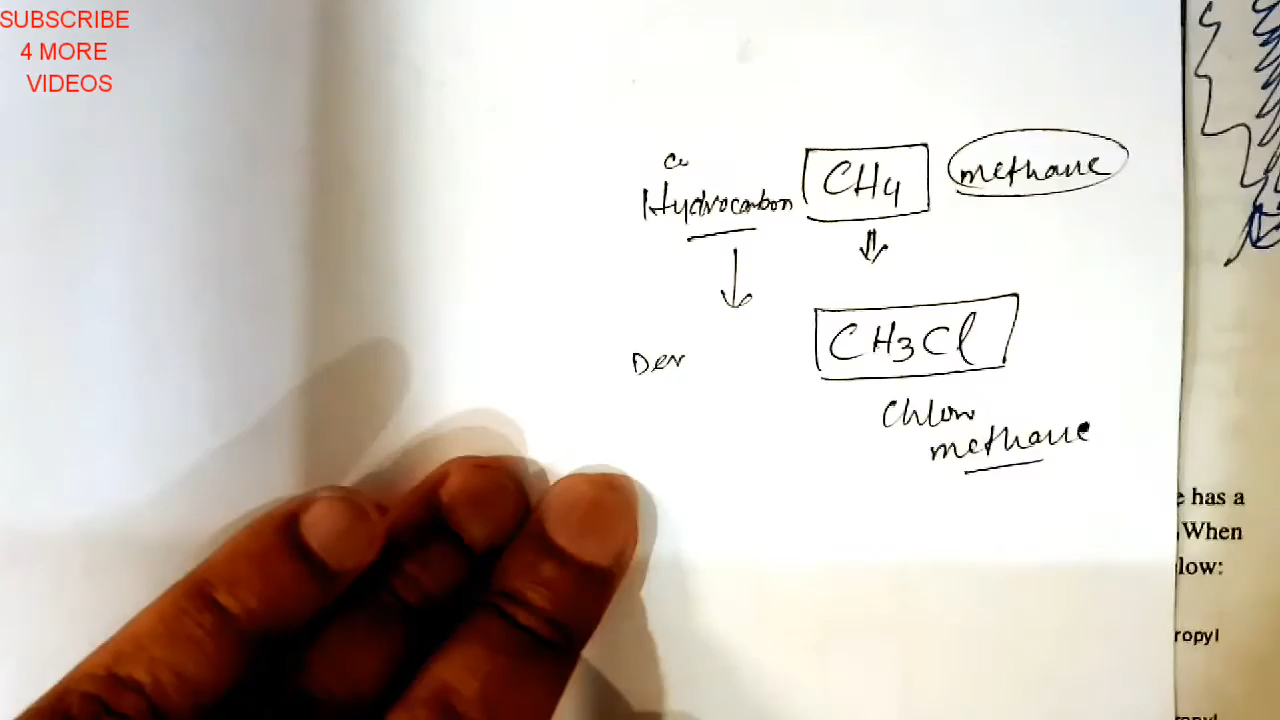 SUBSCRIBE
4 MORE
VIDEOS
Hydrocarbon CH4 methane
Der CH3Cl
Chloro
methane
has a
When
low:
ropyl